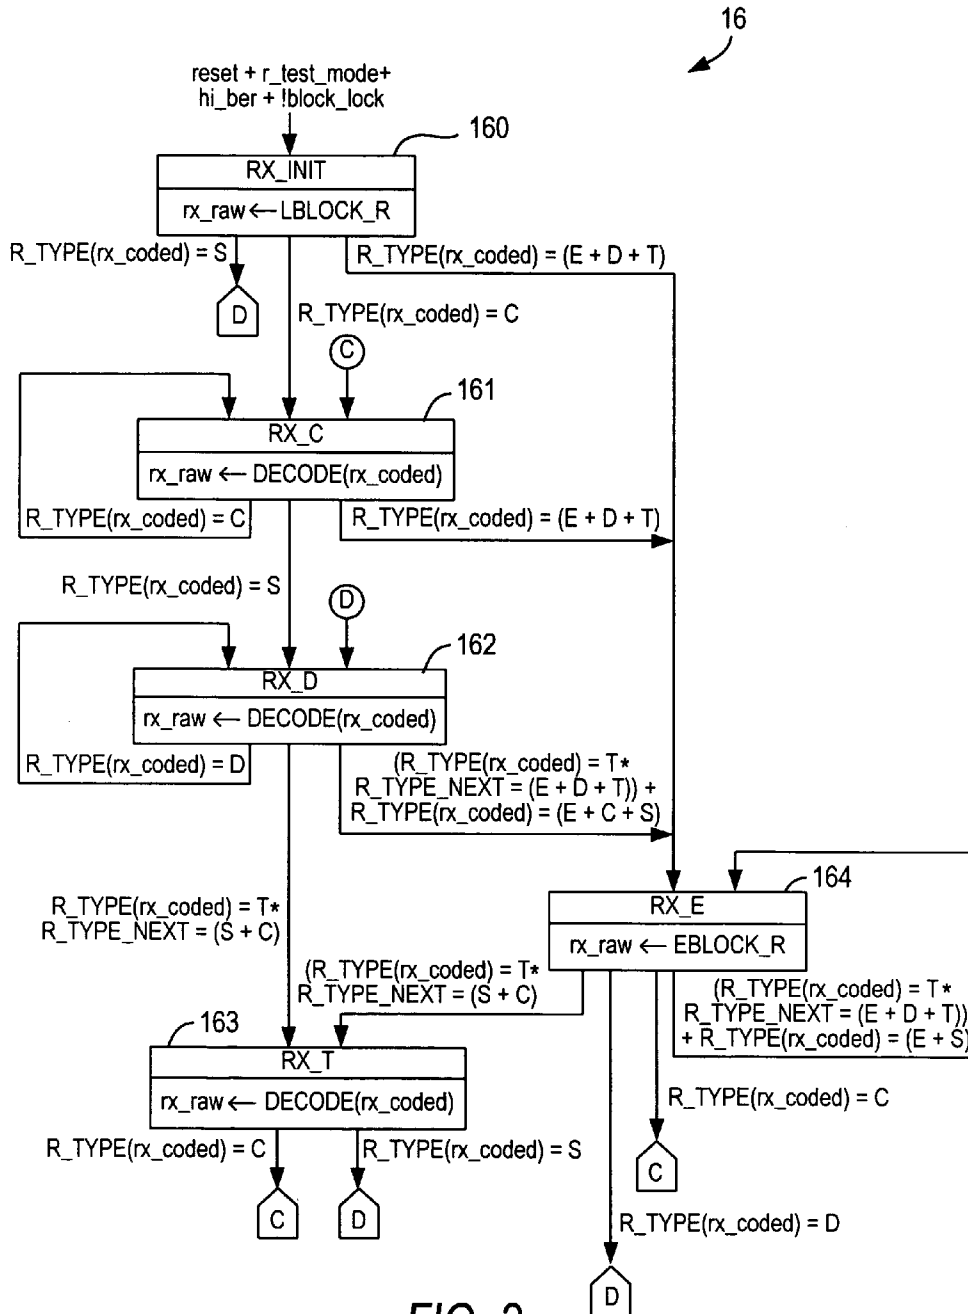 16
reset + r_test_mode+
hi_ber + !block_lock
160
RX_INIT
rx_raw ← LBLOCK_R
R_TYPE(rx_coded) = S
R_TYPE(rx_coded) = (E + D + T)
D
R_TYPE(rx_coded) = C
C
161
RX_C
rx_raw ← DECODE(rx_coded)
R_TYPE(rx_coded) = C
R_TYPE(rx_coded) = (E + D + T)
R_TYPE(rx_coded) = S
D
162
RX_D
rx_raw ← DECODE(rx_coded)
R_TYPE(rx_coded) = D
(R_TYPE(rx_coded) = T*
R_TYPE_NEXT = (E + D + T)) +
R_TYPE(rx_coded) = (E + C + S)
164
RX_E
rx_raw ← EBLOCK_R
R_TYPE(rx_coded) = T*
R_TYPE_NEXT = (S + C)
(R_TYPE(rx_coded) = T*
R_TYPE_NEXT = (S + C)
(R_TYPE(rx_coded) = T*
R_TYPE_NEXT = (E + D + T))
+ R_TYPE(rx_coded) = (E + S)
163
RX_T
rx_raw ← DECODE(rx_coded)
R_TYPE(rx_coded) = C
R_TYPE(rx_coded) = S
R_TYPE(rx_coded) = C
C
C
D
R_TYPE(rx_coded) = D
D